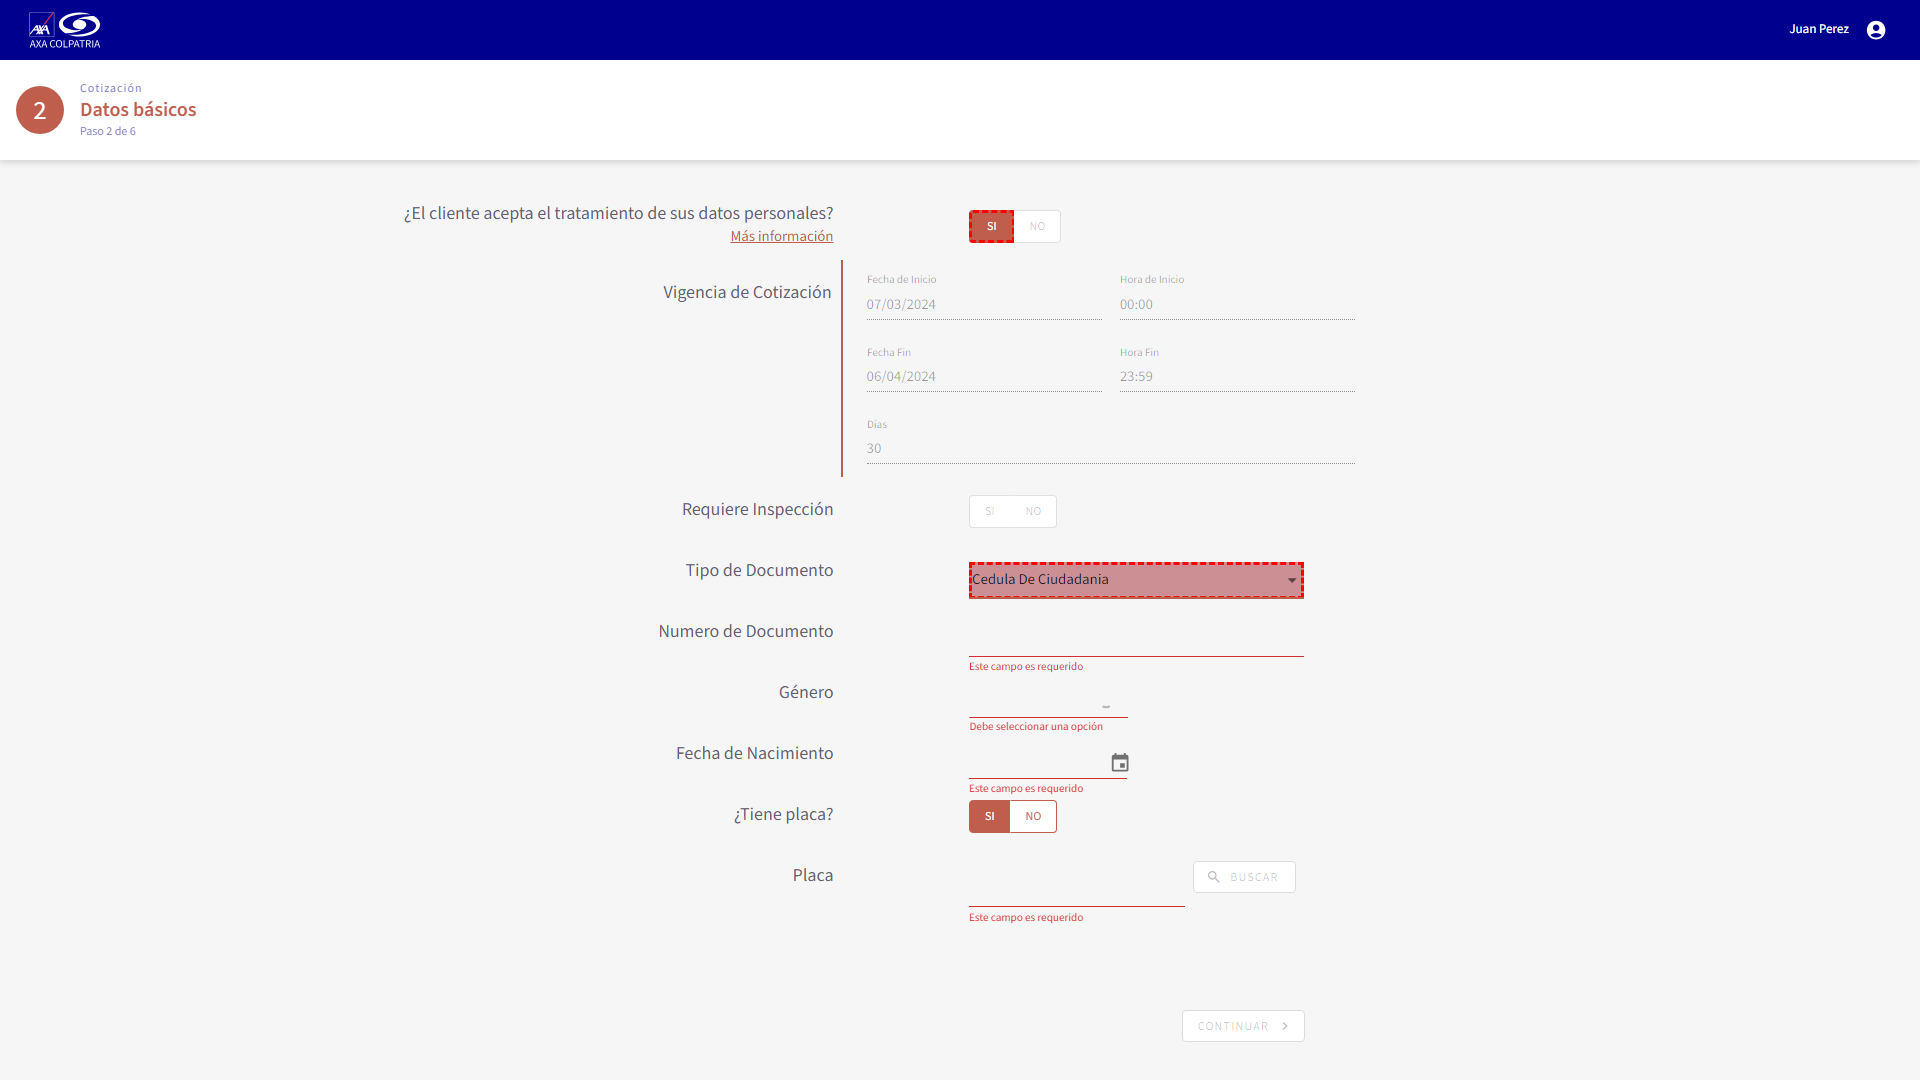 AXA
AXA COLPATRIA
Juan Perez
2
Cotización
Datos básicos
Paso 2 de 6
¿El cliente acepta el tratamiento de sus datos personales?
Más información
SI NO
Vigencia de Cotización
Fecha de Inicio Hora de Inicio
07/03/2024 00:00
Fecha Fin Hora Fin
06/04/2024 23:59
Días
30
Requiere Inspección
SI NO
Tipo de Documento
Cedula De Ciudadania
Numero de Documento
Este campo es requerido
Género
Debe seleccionar una opción
Fecha de Nacimiento
Este campo es requerido
¿Tiene placa?
SI NO
Placa
BUSCAR
Este campo es requerido
CONTINUAR